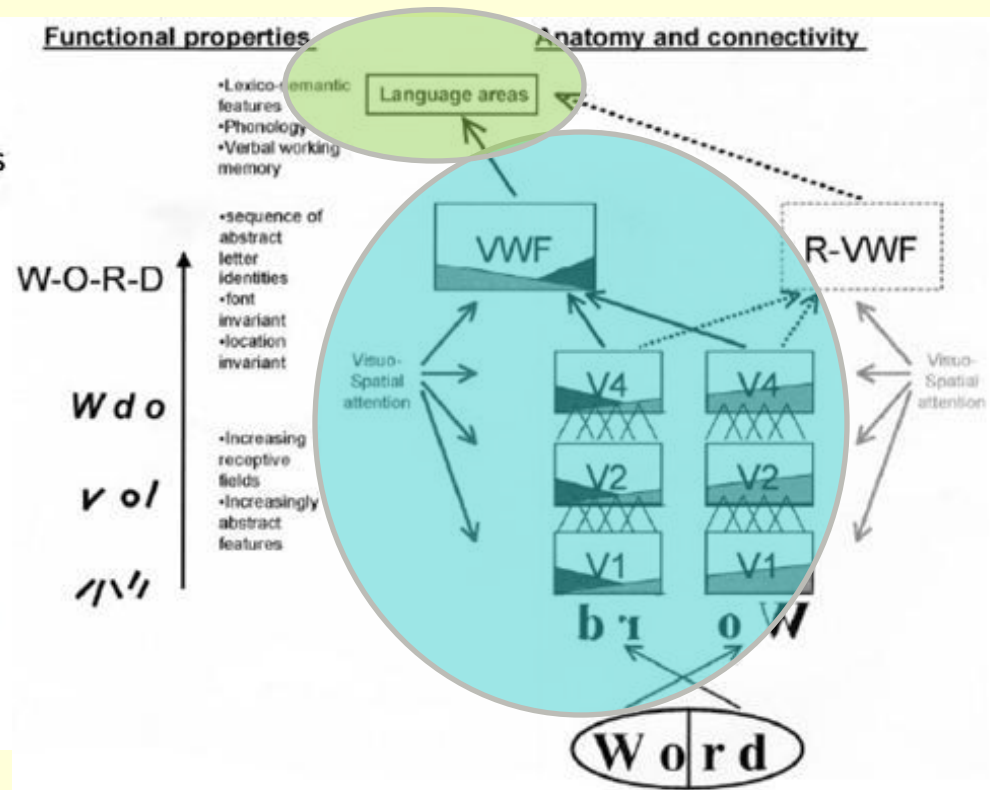 Functional properties
Anatomy and connectivity
s
•Lexico-semantic
features
•Phonology
•Verbal working
memory
Language areas
•sequence of
abstract
letter
identities
•font
invariant
•location
invariant
W-O-R-D
VWF
R-VWF
Visuo-
Spatial
attention
V4
V4
Visuo-
Spatial
attention
W d o
•Increasing
receptive
fields
•Increasingly
abstract
features
V2
V2
v o l
V1
V1
b ɿ
o W
W o r d